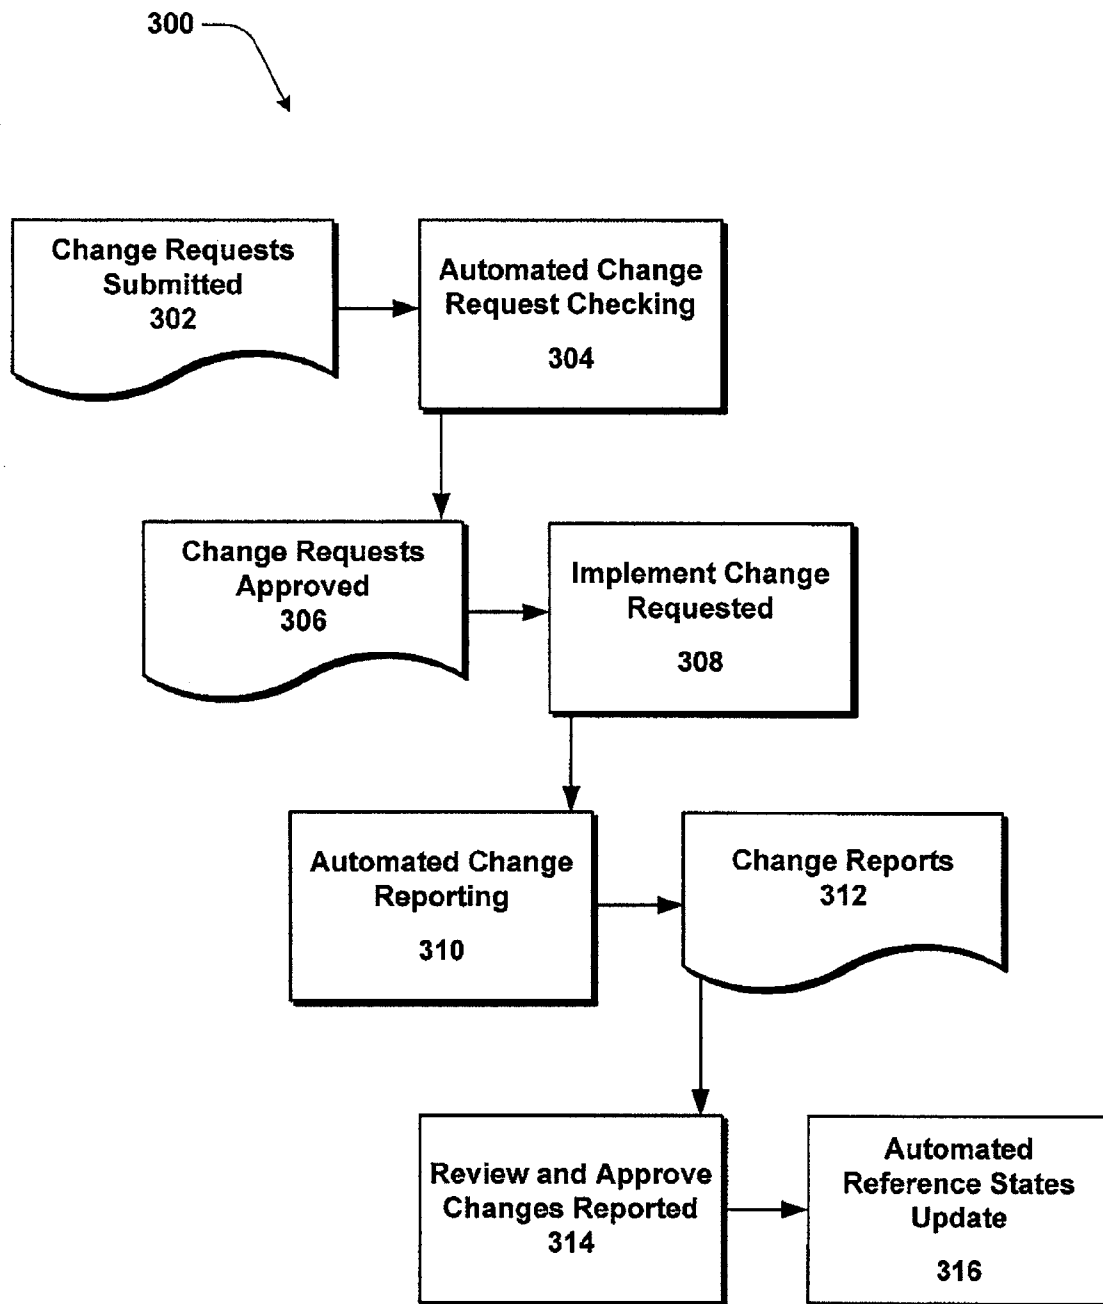 300
Change Requests
Submitted
302
Automated Change
Request Checking
304
Change Requests
Approved
306
Implement Change
Requested
308
Automated Change
Reporting
310
Change Reports
312
Review and Approve
Changes Reported
314
Automated
Reference States
Update
316